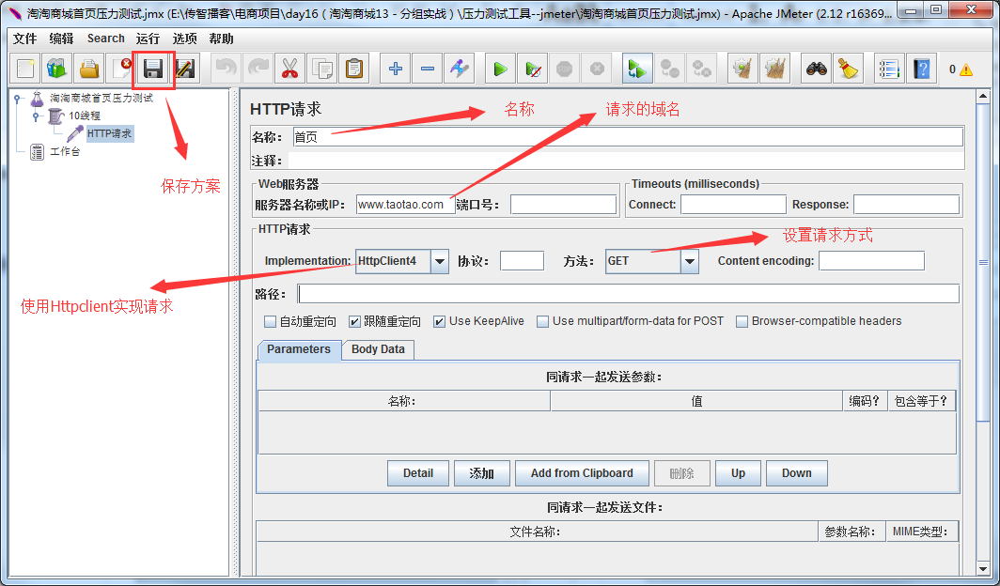 淘淘商城首页压力测试.jmx (E:\传智播客\电商项目\day16（淘淘商城13 - 分组实战）\压力测试工具--jmeter\淘淘商城首页压力测试.jmx) - Apache JMeter (2.12 r16369...
文件 编辑 Search 运行 选项 帮助
0
淘淘商城首页压力测试
10线程
HTTP请求
工作台
保存方案
HTTP请求
名称
请求的域名
名称： 首页
注释：
Web服务器
Timeouts (milliseconds)
服务器名称或IP： www.taotao.com 端口号：
Connect: Response:
HTTP请求
设置请求方式
Implementation: HttpClient4 协议： 方法： GET Content encoding:
使用Httpclient实现请求
路径：
自动重定向 跟随重定向 Use KeepAlive Use multipart/form-data for POST Browser-compatible headers
Parameters Body Data
同请求一起发送参数：
名称： 值 编码? 包含等于?
Detail 添加 Add from Clipboard 删除 Up Down
同请求一起发送文件：
文件名称： 参数名称： MIME类型：